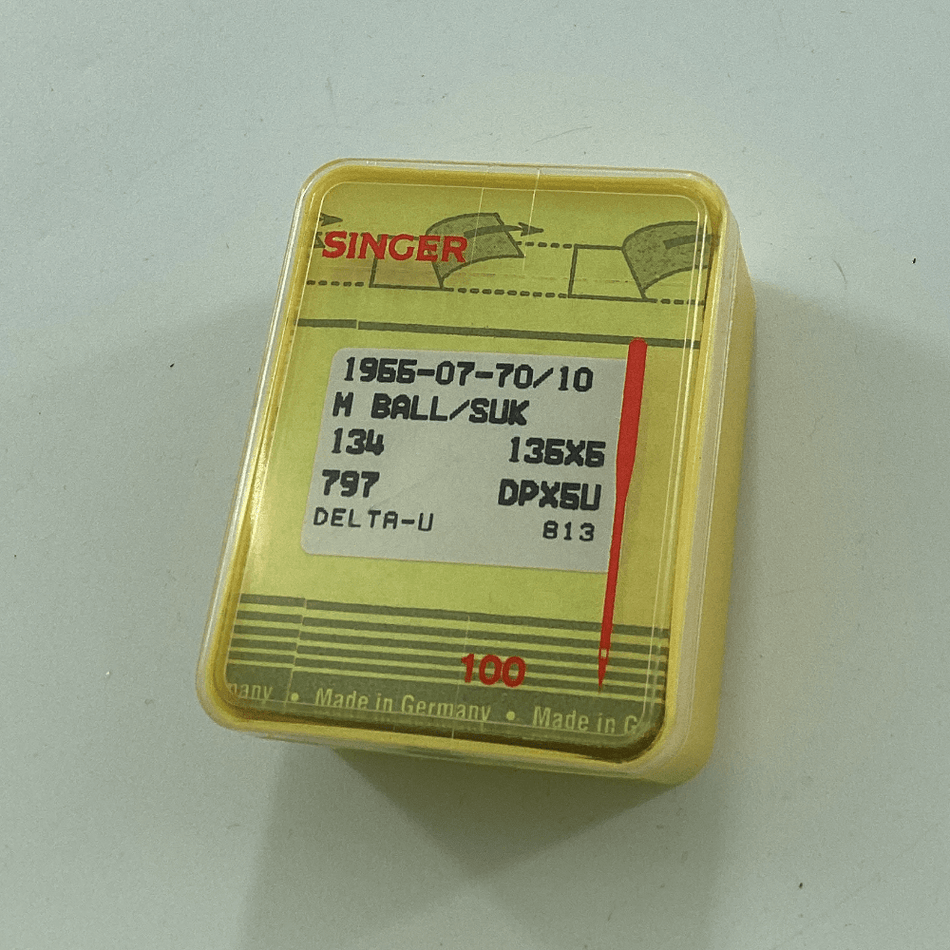 SINGER
1955-07-70/10
M BALL/SUK
134 135X5
797 DPX5U
DELTA-U 813
100
many • Made in Germany • Made in G